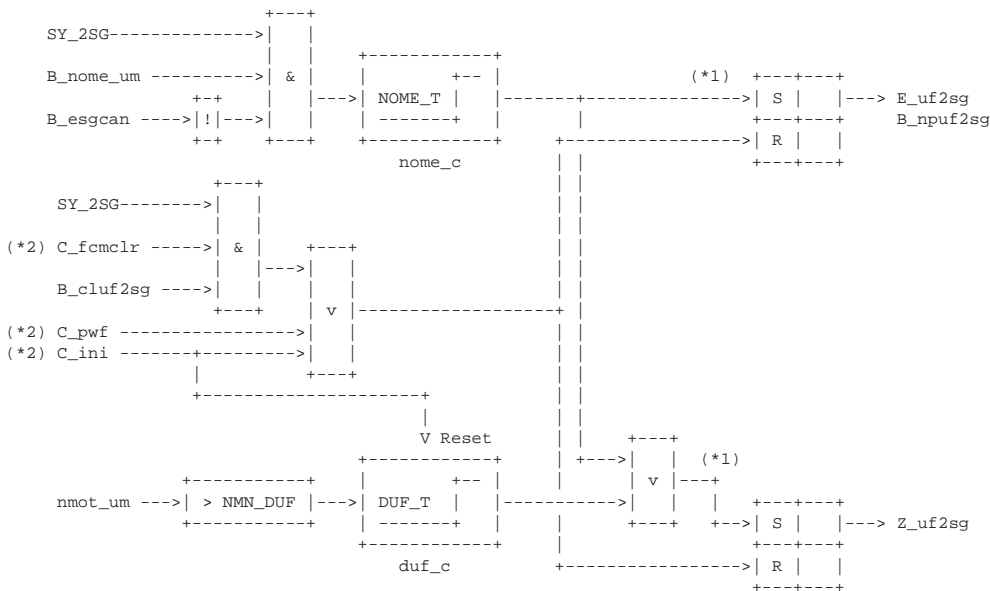 SY_2SG
B_nome_um
&
NOME_T
(*1)
S
E_uf2sg
B_esgcan
!
B_npuf2sg
R
nome_c
SY_2SG
(*2) C_fcmclr
&
B_cluf2sg
v
(*2) C_pwf
(*2) C_ini
V Reset
(*1)
nmot_um
> NMN_DUF
DUF_T
v
S
Z_uf2sg
duf_c
R